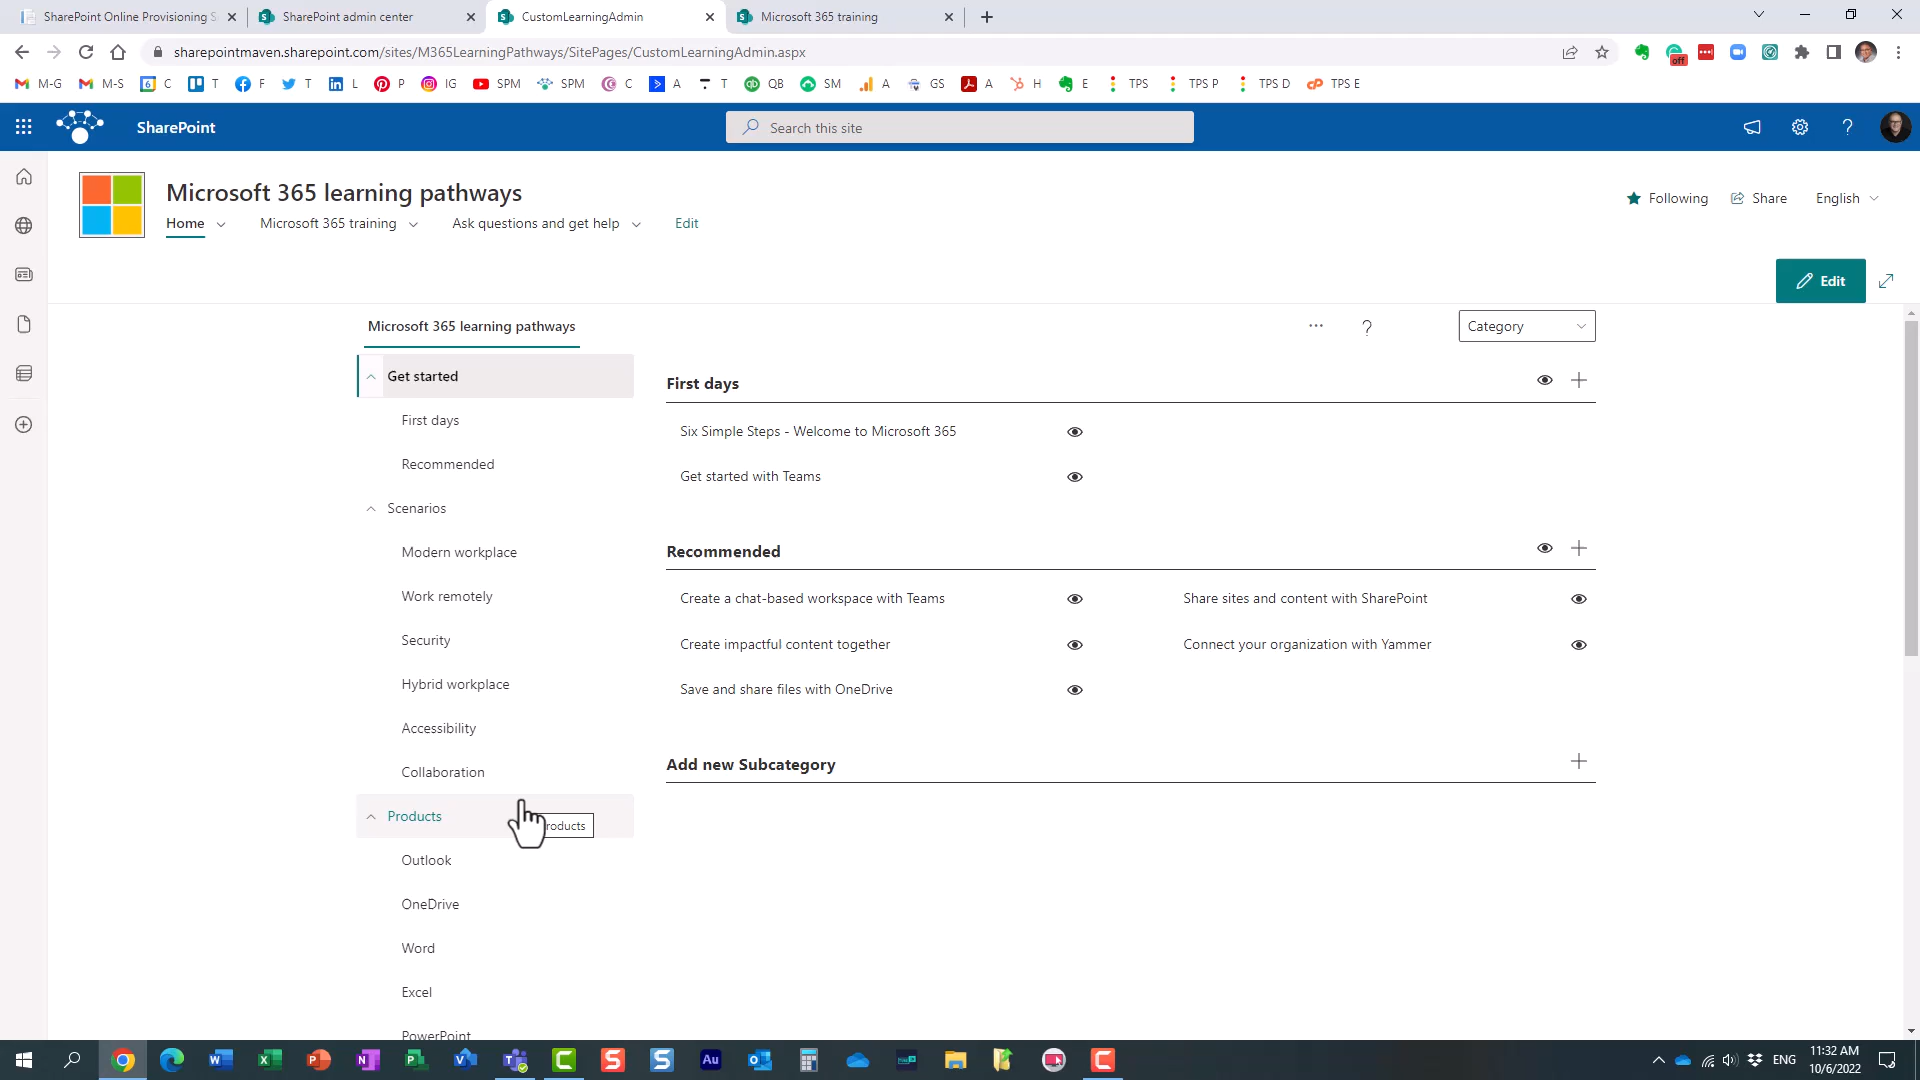 SharePoint Online Provisioning S
SharePoint admin center
CustomLearningAdmin
Microsoft 365 training
sharepointmaven.sharepoint.com/sites/M365LearningPathways/SitePages/CustomLearningAdmin.aspx
off
M-G
M-S
6
C
T
F
T
L
P
IG
SPM
SPM
C
A
T
QB
SM
A
GS
A
H
E
TPS
TPS P
TPS D
TPS E
SharePoint
Search this site
Microsoft 365 learning pathways
Following
Share
English
Home
Microsoft 365 training
Ask questions and get help
Edit
Edit
Microsoft 365 learning pathways
Category
Get started
First days
Recommended
Scenarios
Modern workplace
Work remotely
Security
Hybrid workplace
Accessibility
Collaboration
Products
roducts
Outlook
OneDrive
Word
Excel
PowerPoint
First days
Six Simple Steps - Welcome to Microsoft 365
Get started with Teams
Recommended
Create a chat-based workspace with Teams
Share sites and content with SharePoint
Create impactful content together
Connect your organization with Yammer
Save and share files with OneDrive
Add new Subcategory
ENG
11:32 AM
10/6/2022